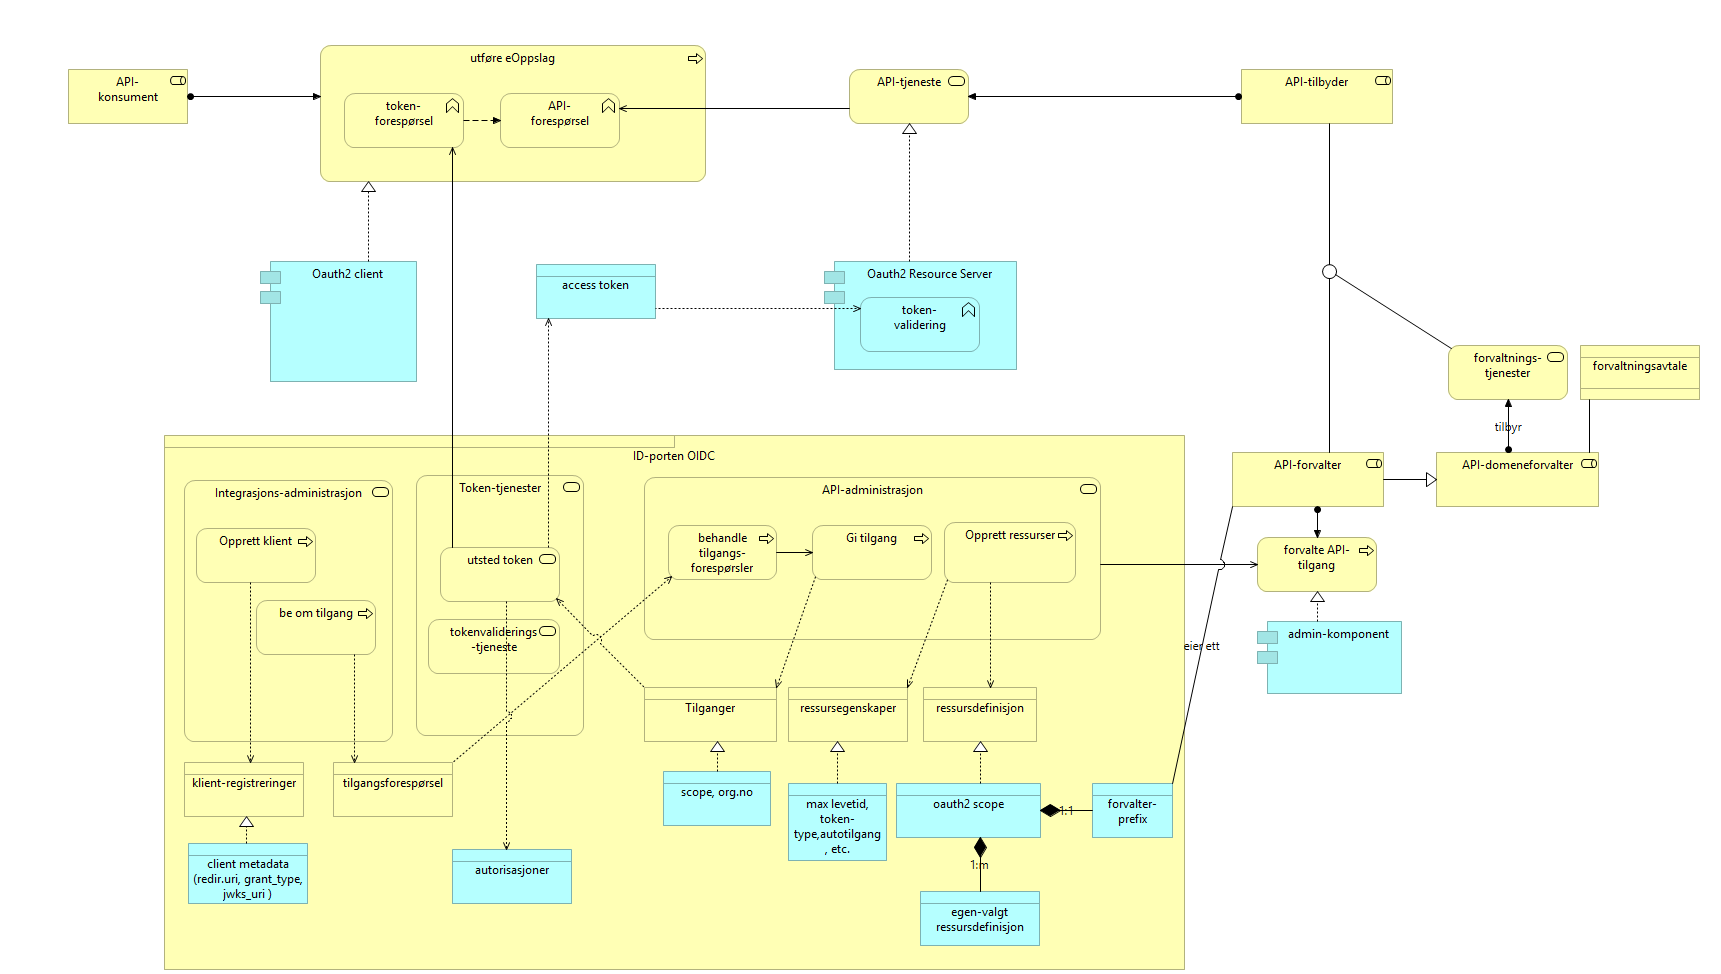 API-
konsument
utføre eOppslag
token-
forespørsel
API-
forespørsel
API-tjeneste
API-tilbyder
Oauth2 client
access token
Oauth2 Resource Server
token-
validering
forvaltnings-
tjenester
forvaltningsavtale
tilbyr
API-forvalter
API-domeneforvalter
forvalte API-
tilgang
admin-komponent
eier ett
ID-porten OIDC
Integrasjons-administrasjon
Opprett klient
be om tilgang
Token-tjenester
utsted token
tokenvaliderings
-tjeneste
API-administrasjon
behandle
tilgangs-
forespørsler
Gi tilgang
Opprett ressurser
Tilganger
ressursegenskaper
ressursdefinisjon
klient-registreringer
tilgangsforespørsel
scope, org.no
max levetid,
token-
type,autotilgang
, etc.
oauth2 scope
1:1
forvalter-
prefix
client metadata
(redir.uri, grant_type,
jwks_uri )
autorisasjoner
1:m
egen-valgt
ressursdefinisjon